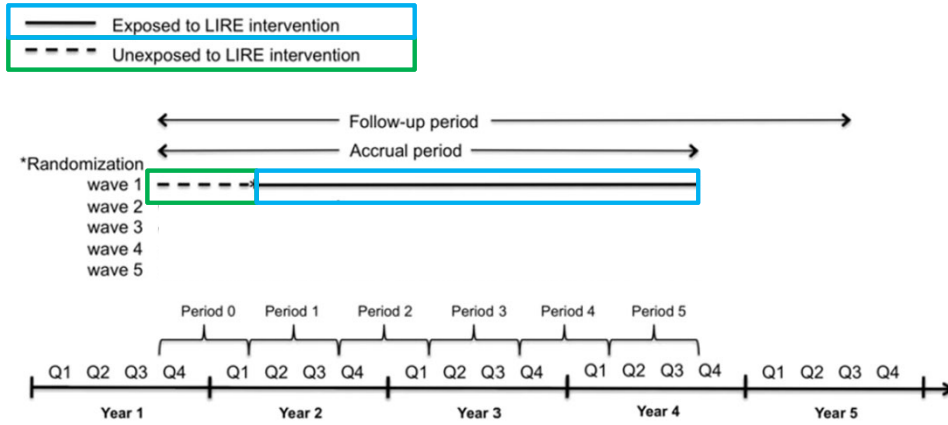 Exposed to LIRE intervention
Unexposed to LIRE intervention
Follow-up period
Accrual period
*Randomization
wave 1
wave 2
wave 3
wave 4
wave 5
Period 0 Period 1 Period 2 Period 3 Period 4 Period 5
Q1 Q2 Q3 Q4 Q1 Q2 Q3 Q4 Q1 Q2 Q3 Q4 Q1 Q2 Q3 Q4 Q1 Q2 Q3 Q4
Year 1 Year 2 Year 3 Year 4 Year 5